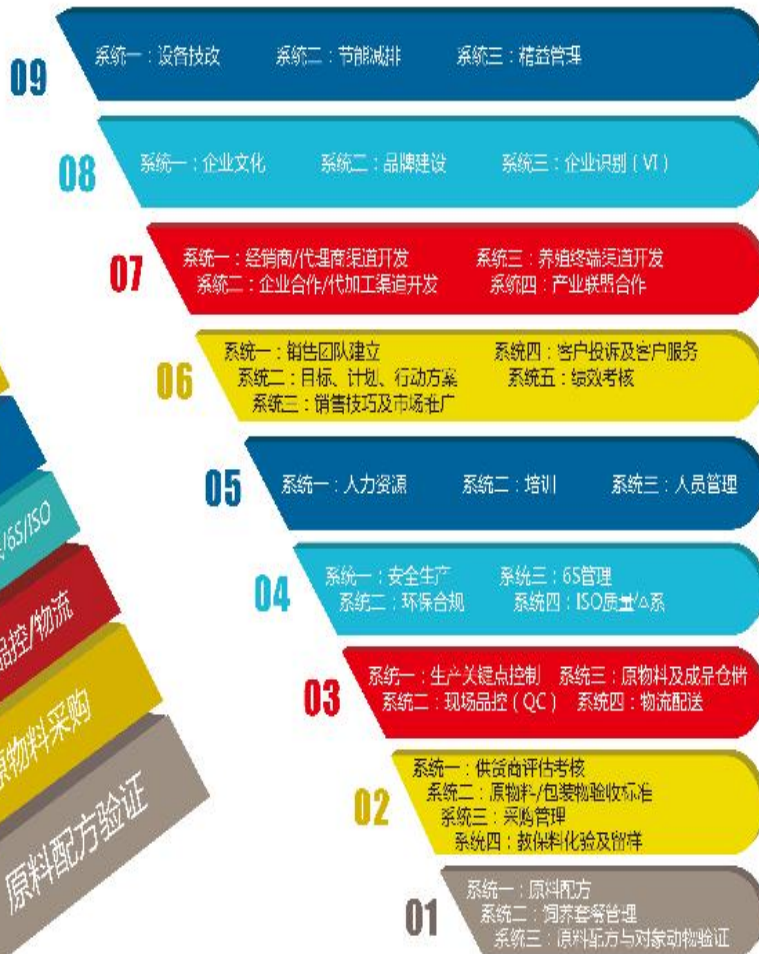 09
系统一：设备技改 系统二：节能减排 系统三：精益管理
08
系统一：企业文化 系统二：品牌建设 系统三：企业识别（VI）
07
系统一：经销商/代理商渠道开发 系统三：养殖终端渠道开发
系统二：企业合作/代加工渠道开发 系统四：产业联盟合作
06
系统一：销售团队建立 系统四：客户投诉及客户服务
系统二：目标、计划、行动方案 系统五：绩效考核
系统三：销售技巧及市场推广
05
系统一：人力资源 系统二：培训 系统三：人员管理
04
系统一：安全生产 系统三：6S管理
系统二：环保合规 系统四：ISO质量
03
系统一：生产关键点控制 系统三：原物料及成品仓储
系统二：现场品控（QC） 系统四：物流配送
02
系统一：供货商评估考核
系统二：原物料/包装物验收标准
系统三：采购管理
系统四：教保料化验及留样
01
系统一：原料配方
系统二：饲养套餐管理
系统三：原料配方与对象动物验证
/6S/ISO
品控/物流
原物料采购
原料配方验证